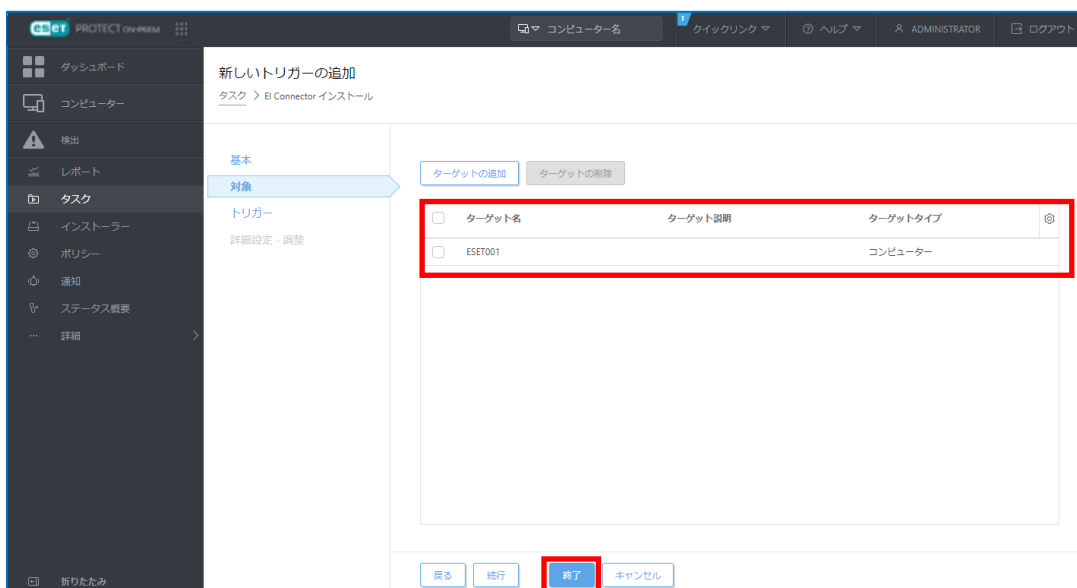 eset PROTECT ON-PREM コンピューター名 クイックリンク ヘルプ ADMINISTRATOR ログアウト
ダッシュボード
コンピューター
検出
レポート
タスク
インストーラー
ポリシー
通知
ステータス概要
詳細
折りたたみ
新しいトリガーの追加
タスク > EI Connector インストール
基本
対象
トリガー
詳細設定 - 調整
ターゲットの追加 ターゲットの削除
ターゲット名 ターゲット説明 ターゲットタイプ
ESET001 コンピューター
戻る 続行 終了 キャンセル